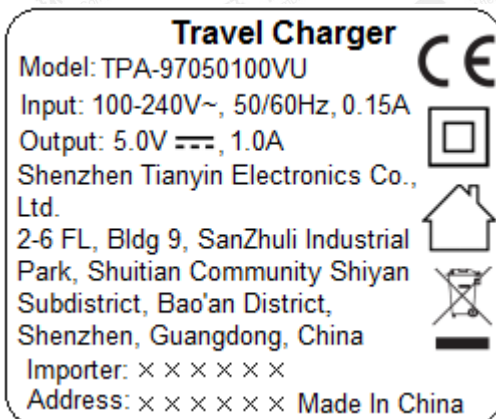 Travel Charger
Model: TPA-97050100VU
Input: 100-240V~, 50/60Hz, 0.15A
Output: 5.0V ⎓, 1.0A
Shenzhen Tianyin Electronics Co.,
Ltd.
2-6 FL, Bldg 9, SanZhuli Industrial
Park, Shuitian Community Shiyan
Subdistrict, Bao'an District,
Shenzhen, Guangdong, China
Importer: × × × × × ×
Address: × × × × × × Made In China
CE